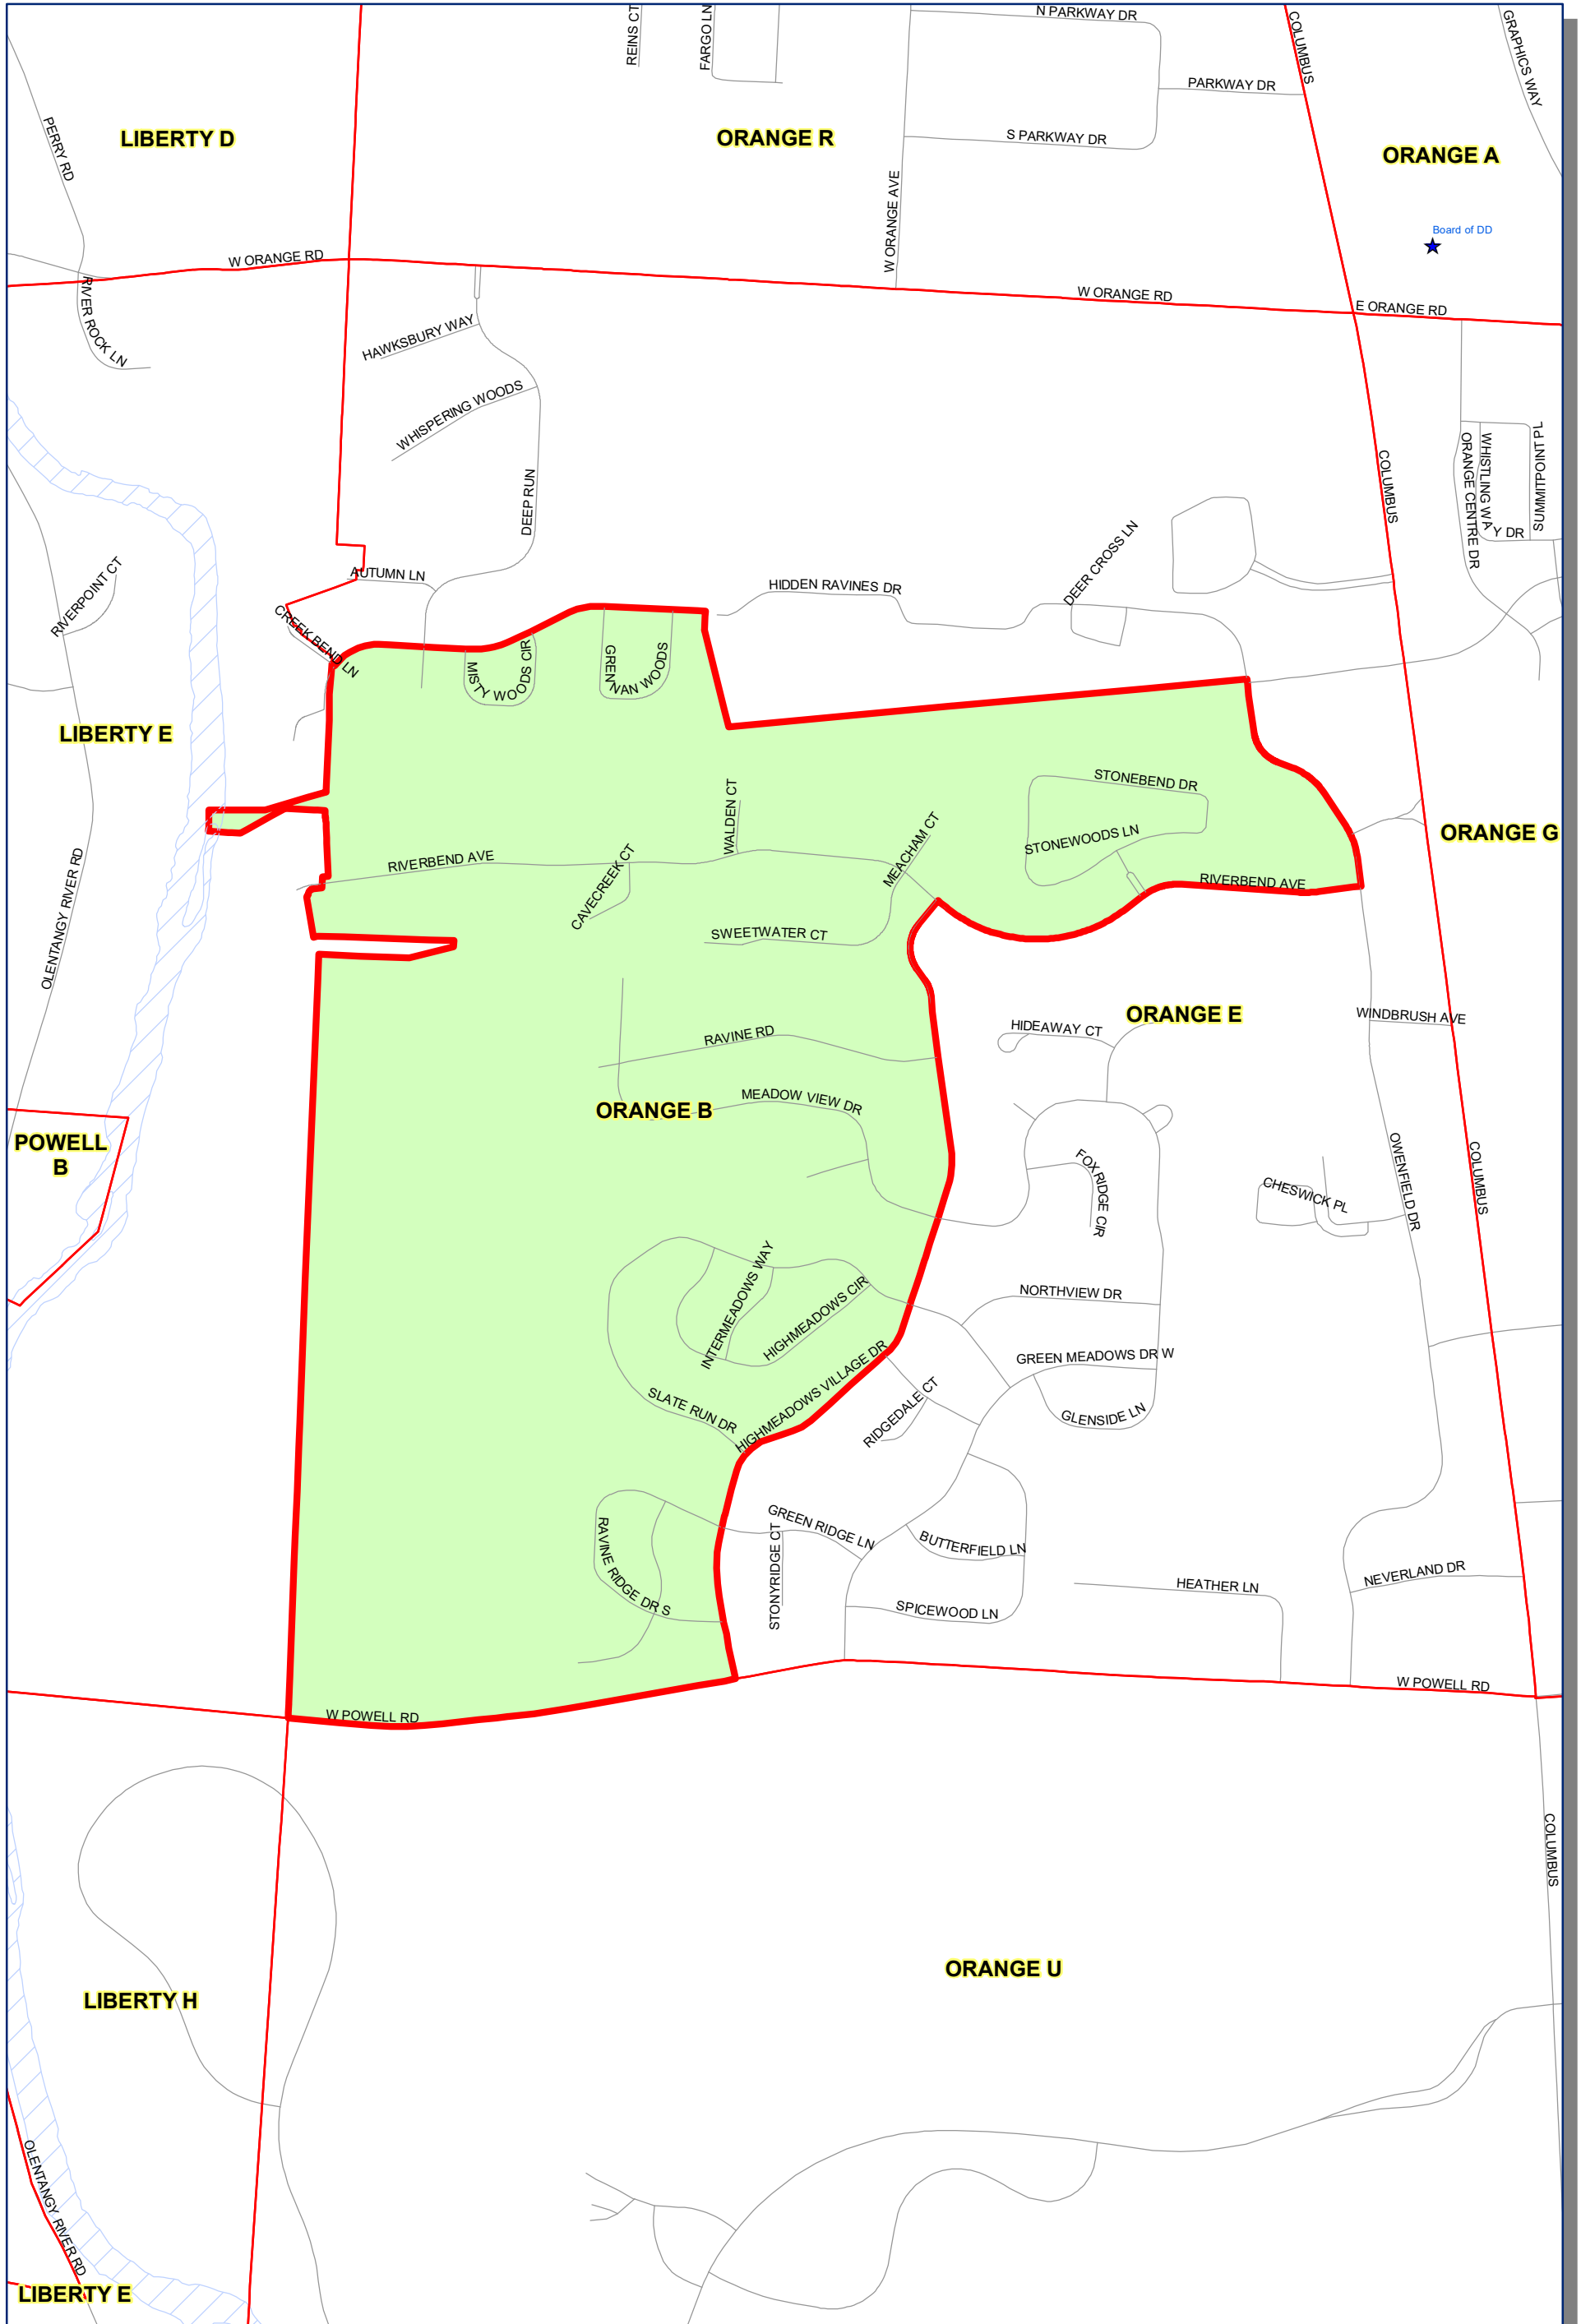 REINS CT
FARGO LN
N PARKWAY DR
COLUMBUS
GRAPHICS WAY
PARKWAY DR
PERRY RD
LIBERTY D
ORANGE R
S PARKWAY DR
ORANGE A
W ORANGE AVE
Board of DD
W ORANGE RD
RIVER ROCK LN
W ORANGE RD
E ORANGE RD
HAWKSBURY WAY
WHISPERING WOODS
DEEP RUN
COLUMBUS
ORANGE CENTRE DR
WHISTLING WA
Y DR
SUMMITPOINT PL
RIVERPOINT CT
AUTUMN LN
HIDDEN RAVINES DR
DEER CROSS LN
CREEK BEND LN
MISTY WOODS CIR
GREN
NAN WOODS
LIBERTY E
STONEBEND DR
WALDEN CT
MEACHAM CT
STONEWOODS LN
ORANGE G
RIVERBEND AVE
CAVECREEK CT
RIVERBEND AVE
OLENTANGY RIVER RD
SWEETWATER CT
ORANGE E
HIDEAWAY CT
WINDBRUSH AVE
RAVINE RD
MEADOW VIEW DR
ORANGE B
POWELL
B
FOXRIDGE CIR
CHESWICK PL
OWENFIELD DR
COLUMBUS
INTERMEADOWS WAY
HIGHMEADOWS CIR
NORTHVIEW DR
HIGHMEADOWS VILLAGE DR
GREEN MEADOWS DR W
SLATE RUN DR
RIDGEDALE CT
GLENSIDE LN
RAVINE RIDGE DR S
STONYRIDGE CT
GREEN RIDGE LN
BUTTERFIELD LN
HEATHER LN
NEVERLAND DR
SPICEWOOD LN
W POWELL RD
W POWELL RD
COLUMBUS
LIBERTY H
ORANGE U
OLENTANGY RIVER RD
LIBERTY E